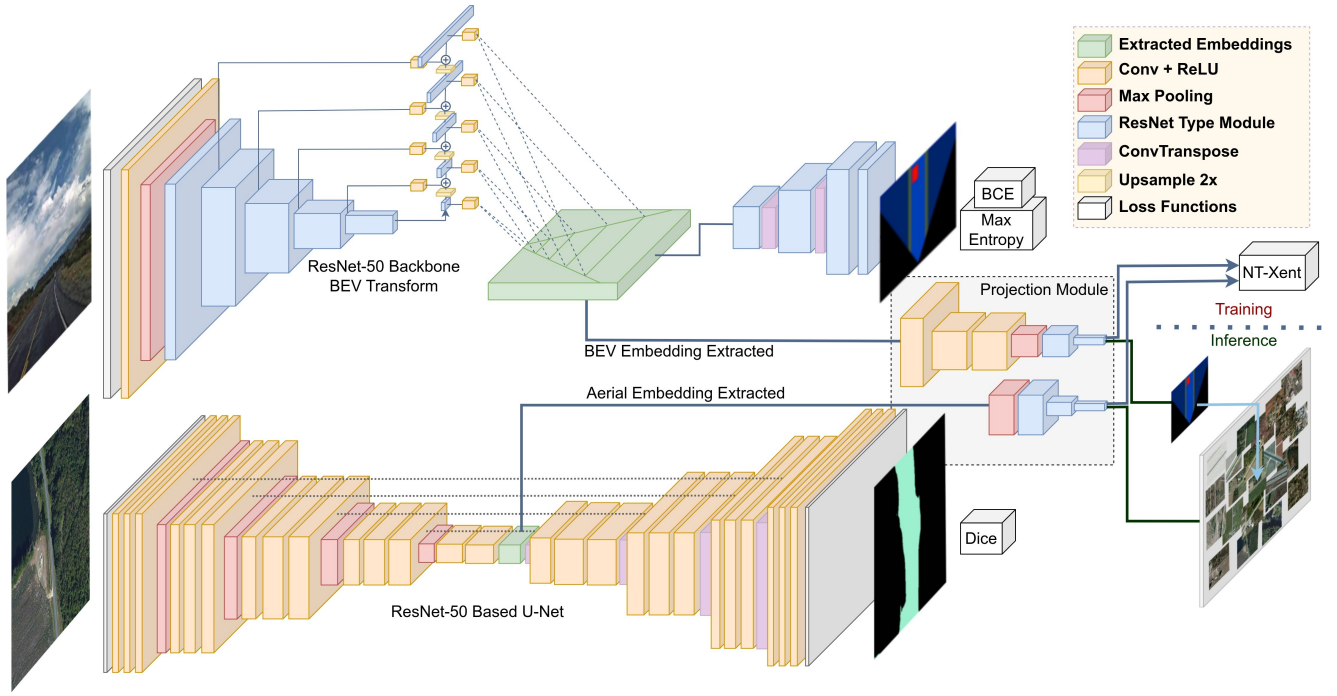 Extracted Embeddings
Conv + ReLU
Max Pooling
ResNet Type Module
ConvTranspose
Upsample 2x
Loss Functions
BCE
Max
Entropy
ResNet-50 Backbone
BEV Transform
NT-Xent
Projection Module
Training
Inference
BEV Embedding Extracted
Aerial Embedding Extracted
Dice
ResNet-50 Based U-Net